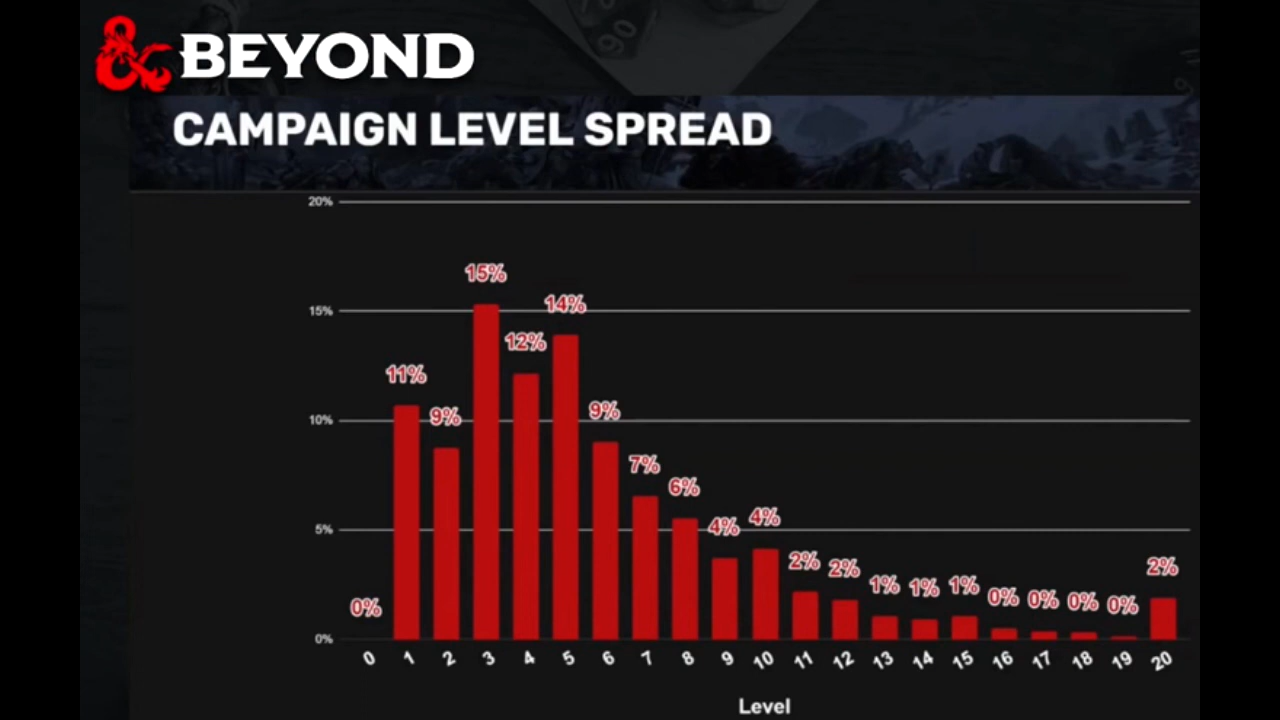 & BEYOND
CAMPAIGN LEVEL SPREAD
20%
15%
10%
5%
0%
0% 11% 9% 15% 12% 14% 9% 7% 6% 4% 4% 2% 2% 1% 1% 1% 0% 0% 0% 0% 2%
0 1 2 3 4 5 6 7 8 9 10 11 12 13 14 15 16 17 18 19 20
Level